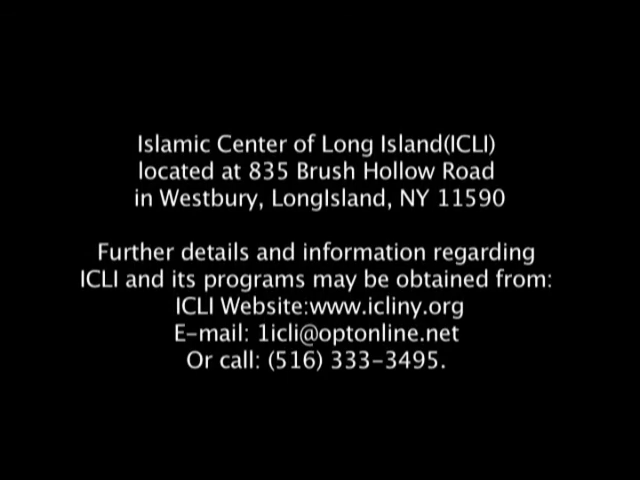 Islamic Center of Long Island(ICLI)
located at 835 Brush Hollow Road
in Westbury, LongIsland, NY 11590
Further details and information regarding
ICLI and its programs may be obtained from:
ICLI Website:www.icliny.org
E-mail: 1icli@optonline.net
Or call: (516) 333-3495.